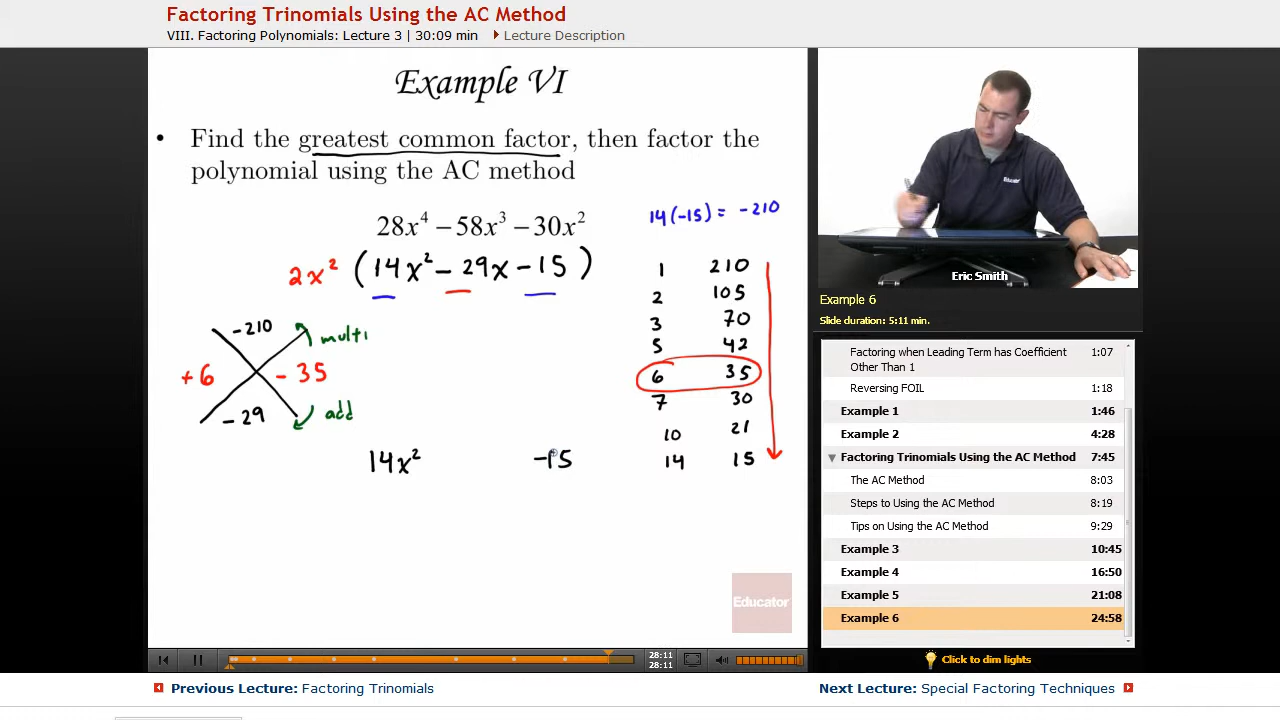 Factoring Trinomials Using the AC Method
VIII. Factoring Polynomials: Lecture 3 | 30:09 min
Lecture Description
Example VI
• Find the greatest common factor, then factor the
polynomial using the AC method
28x⁴ − 58x³ − 30x²
2x² (14x² − 29x − 15)
-210
multi
+6 - 35
- 29
add
14x² -15
14(-15) = -210
1 210
2 105
3 70
5 42
6 35
7 30
10 21
14 15
Educator
Educator
Eric Smith
Example 6
Slide duration: 5:11 min.
Factoring when Leading Term has Coefficient 1:07
Other Than 1
Reversing FOIL 1:18
Example 1 1:46
Example 2 4:28
Factoring Trinomials Using the AC Method 7:45
The AC Method 8:03
Steps to Using the AC Method 8:19
Tips on Using the AC Method 9:29
Example 3 10:45
Example 4 16:50
Example 5 21:08
Example 6 24:58
28:11
28:11
Click to dim lights
Previous Lecture: Factoring Trinomials
Next Lecture: Special Factoring Techniques